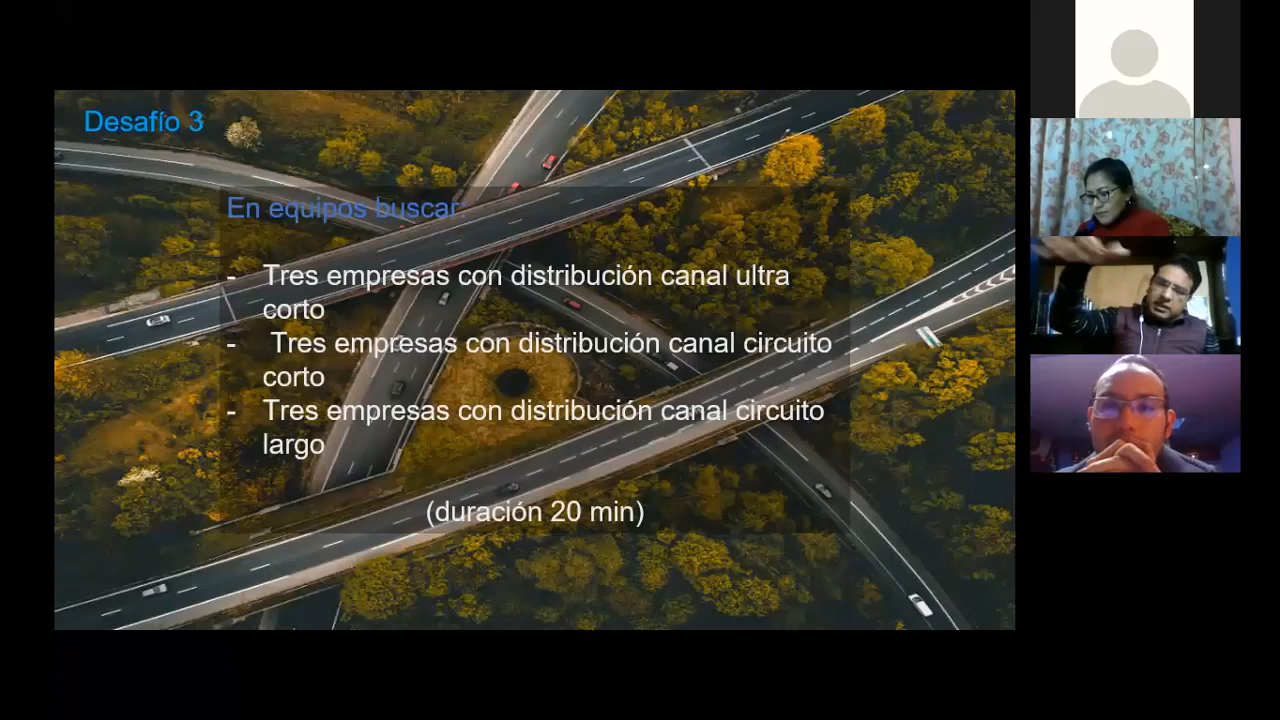 Desafío 3
En equipos buscar:
- Tres empresas con distribución canal ultra
corto
- Tres empresas con distribución canal circuito
corto
- Tres empresas con distribución canal circuito
largo
(duración 20 min)